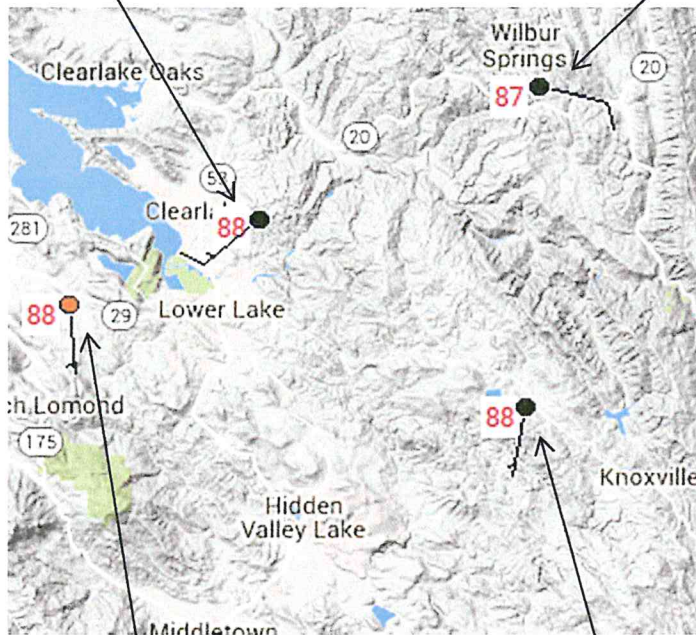 Wilbur
Springs
Clearlake Oaks
20
87
20
53
Clearl
88
281
88
29
Lower Lake
ch Lomond
88
175
Knoxville
Hidden
Valley Lake
Middletown